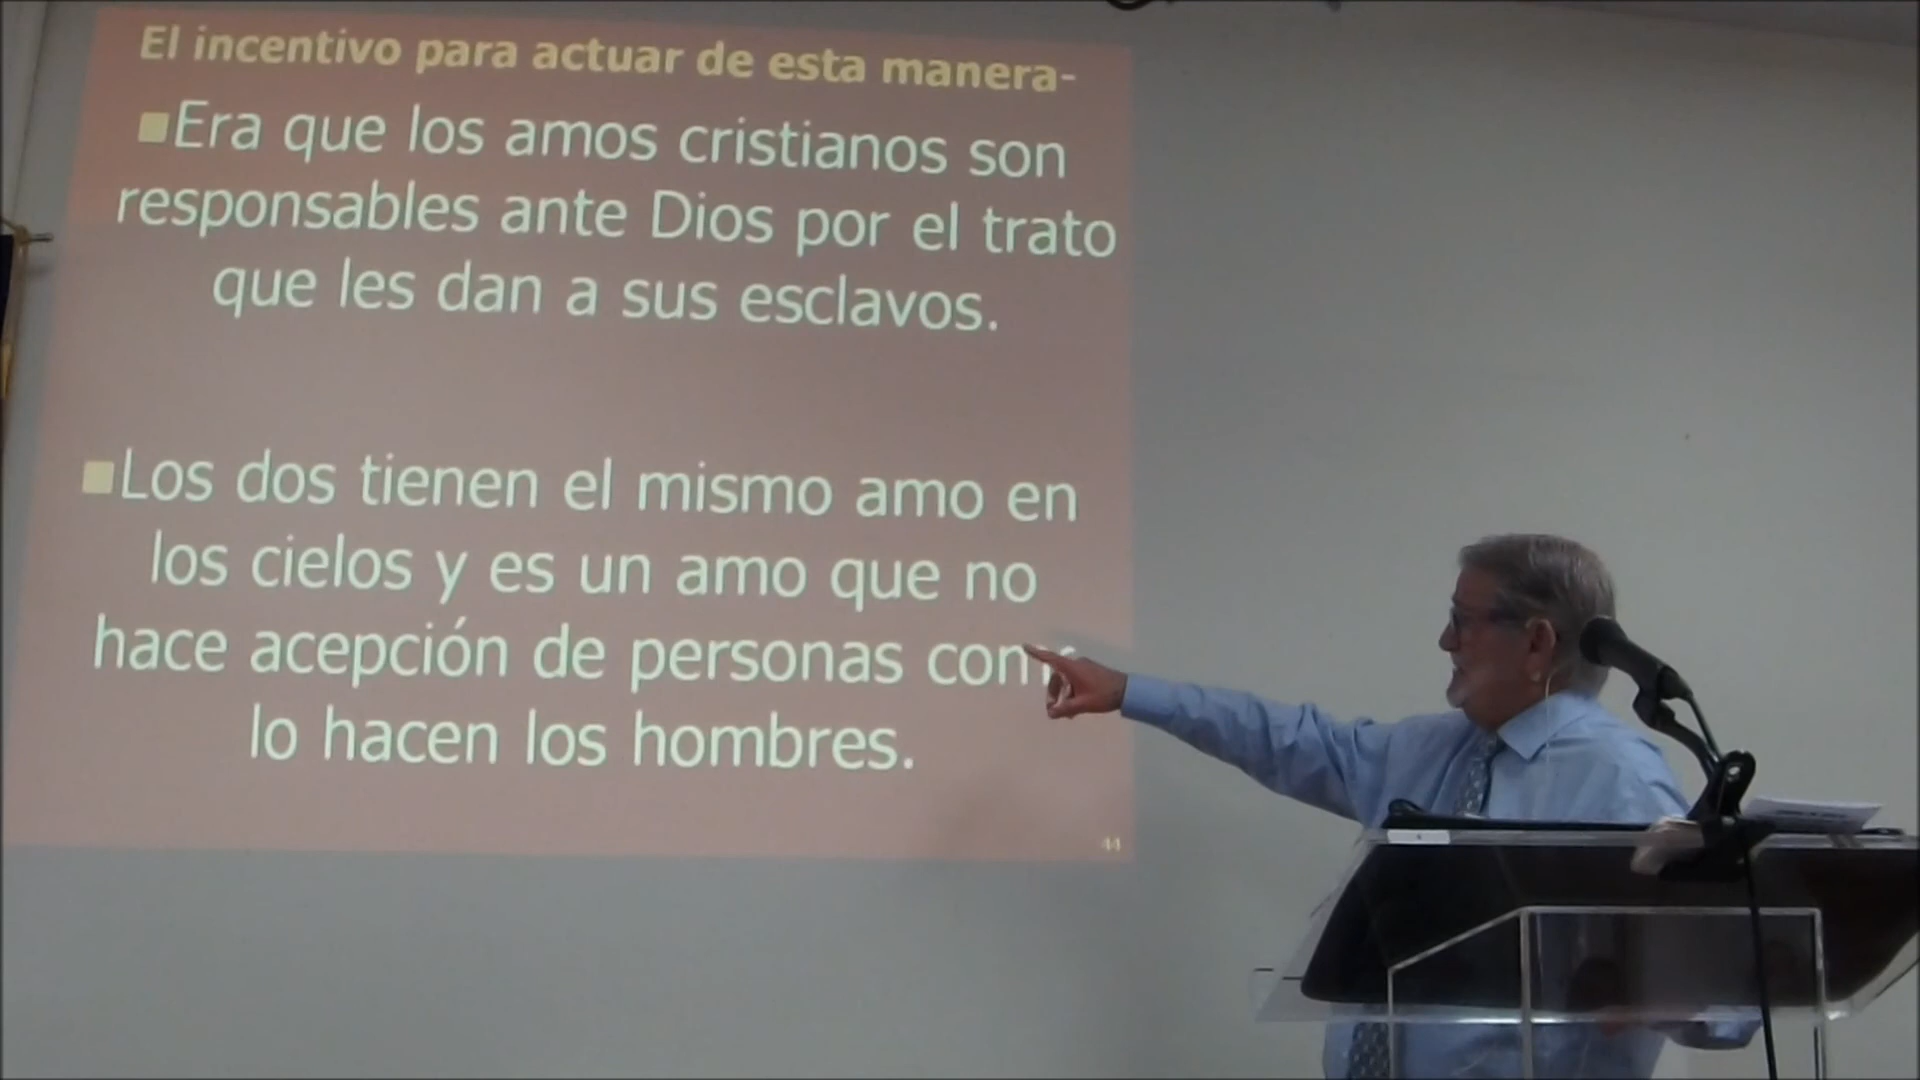 El incentivo para actuar de esta manera-
Era que los amos cristianos son
responsables ante Dios por el trato
que les dan a sus esclavos.
Los dos tienen el mismo amo en
los cielos y es un amo que no
hace acepción de personas como
lo hacen los hombres.
44